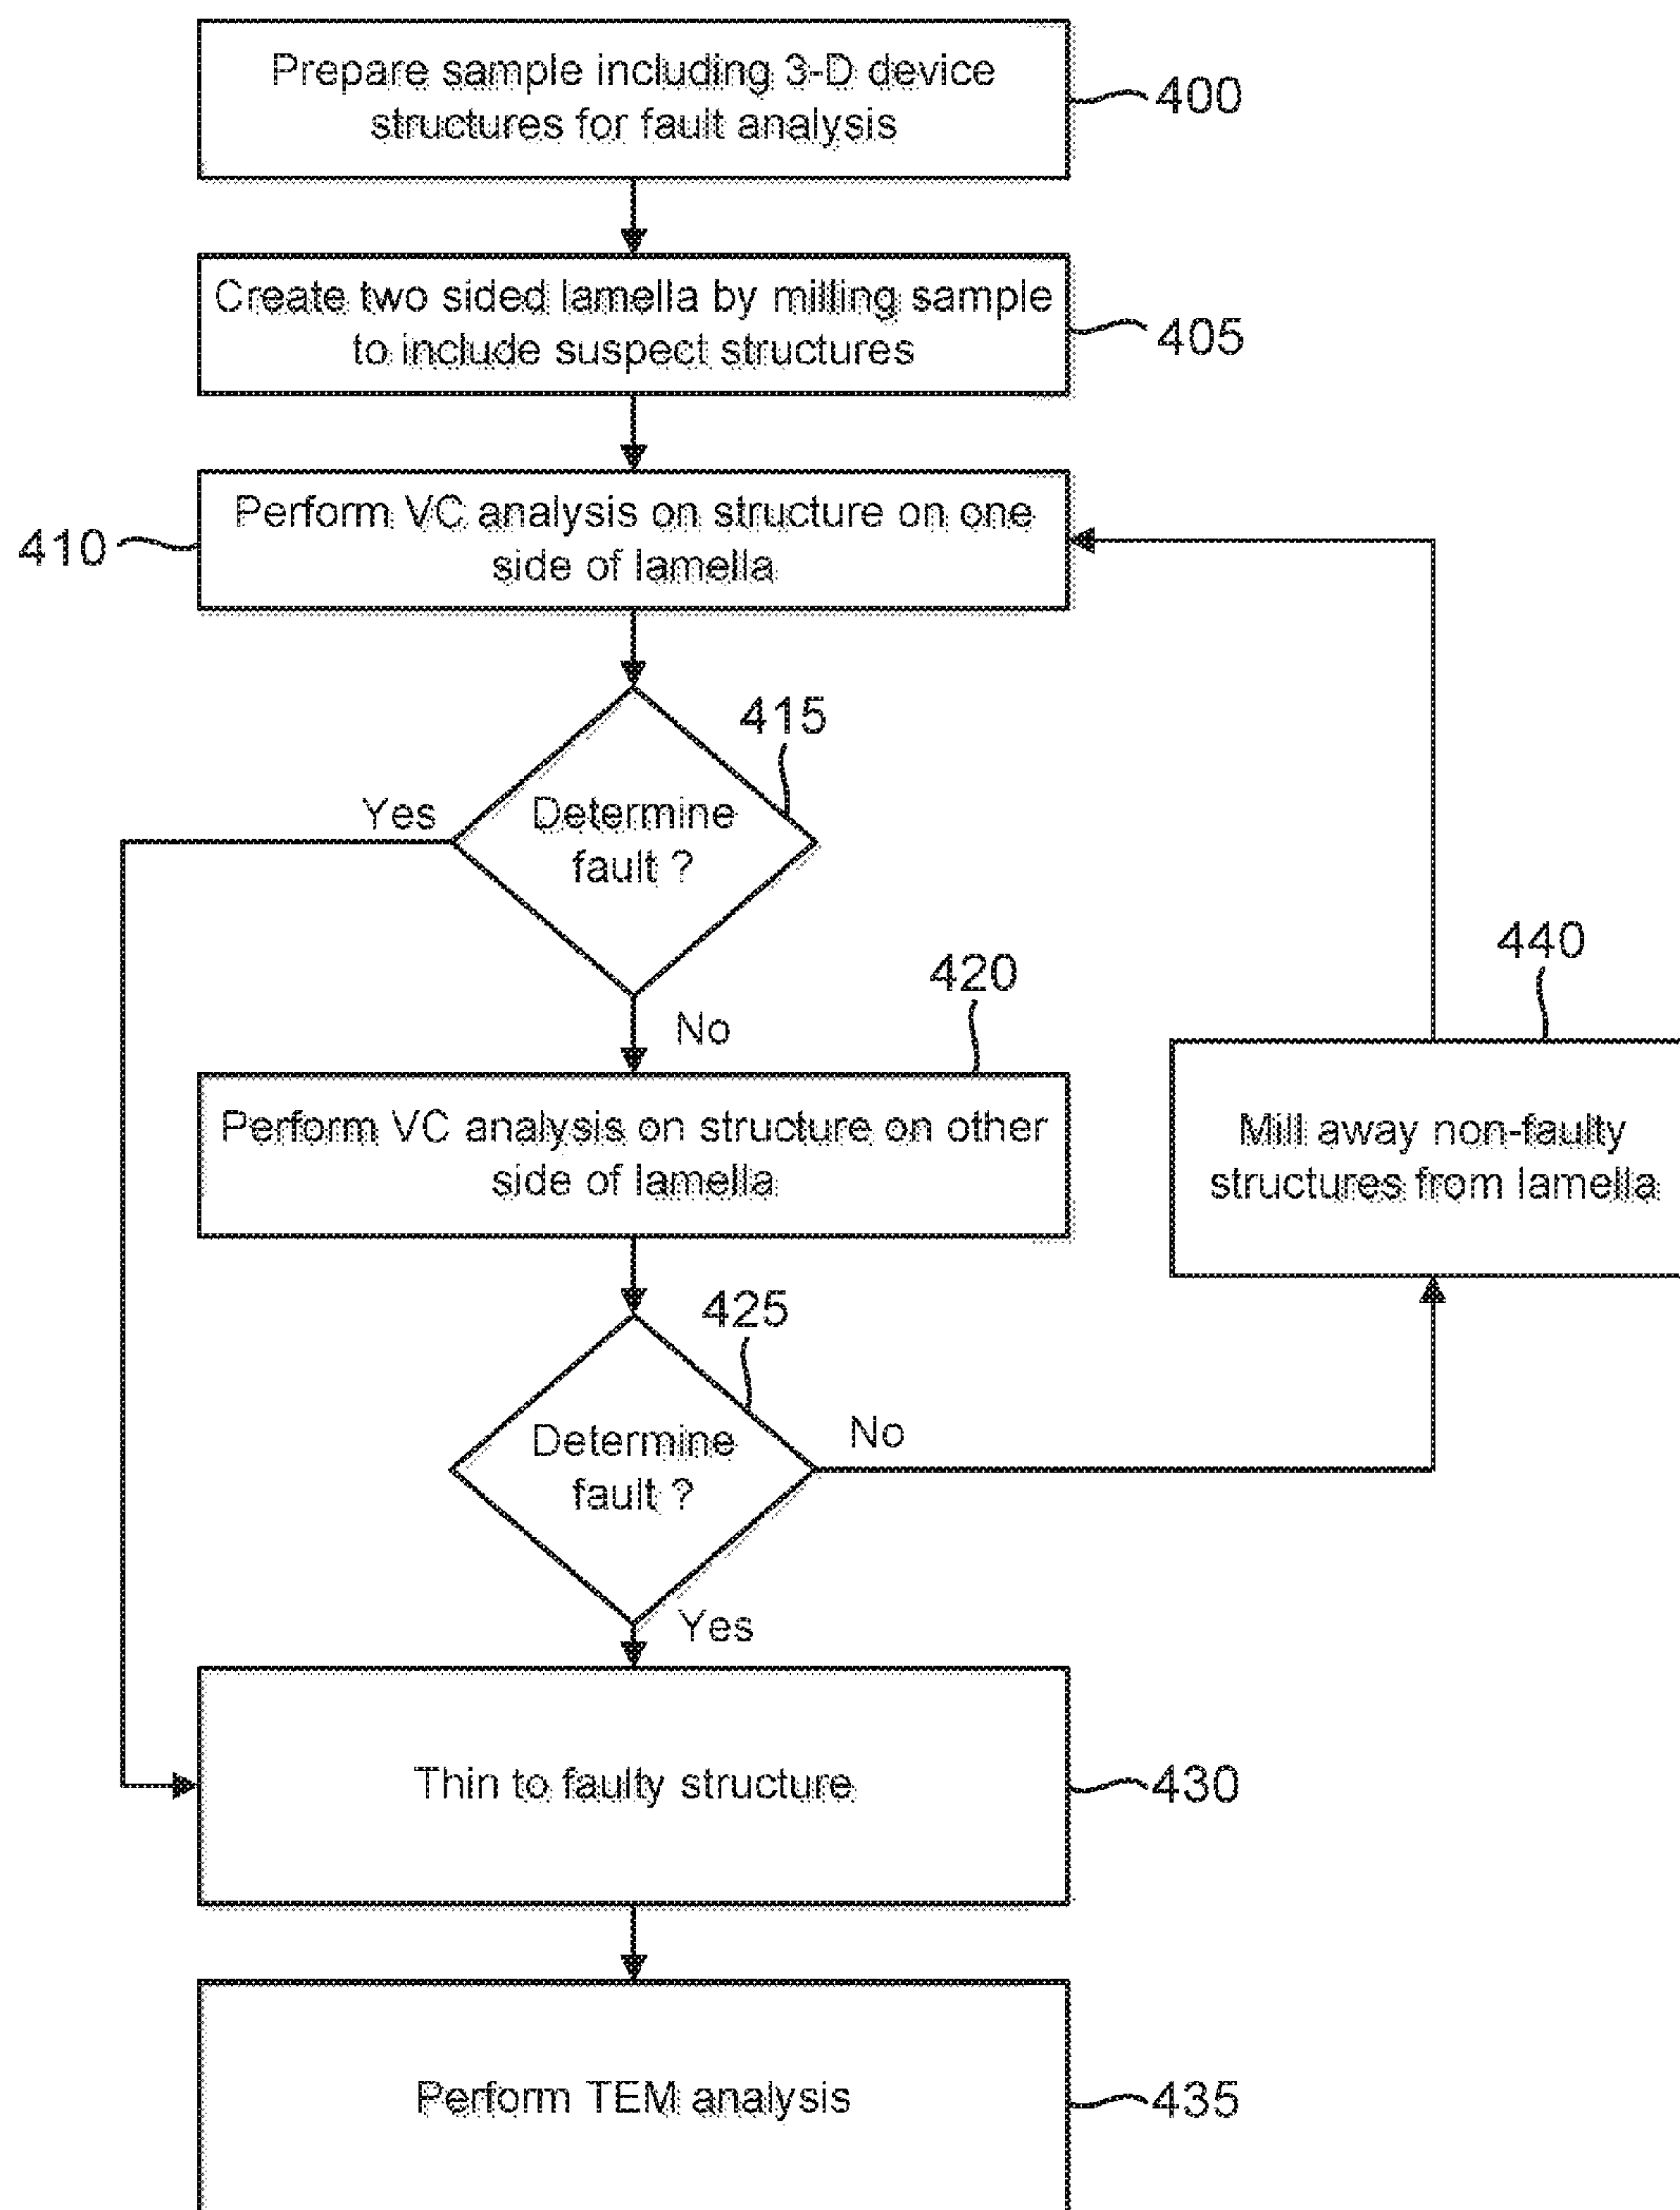 Prepare sample including 3-D device
structures for fault analysis
400
Create two sided lamella by milling sample
to include suspect structures
405
Perform VC analysis on structure on one
side of lamella
410
415
Yes
Determine
fault ?
No
420
Perform VC analysis on structure on other
side of lamella
440
Mill away non-faulty
structures from lamella
425
Determine
fault ?
No
Yes
Thin to faulty structure
430
Perform TEM analysis
435